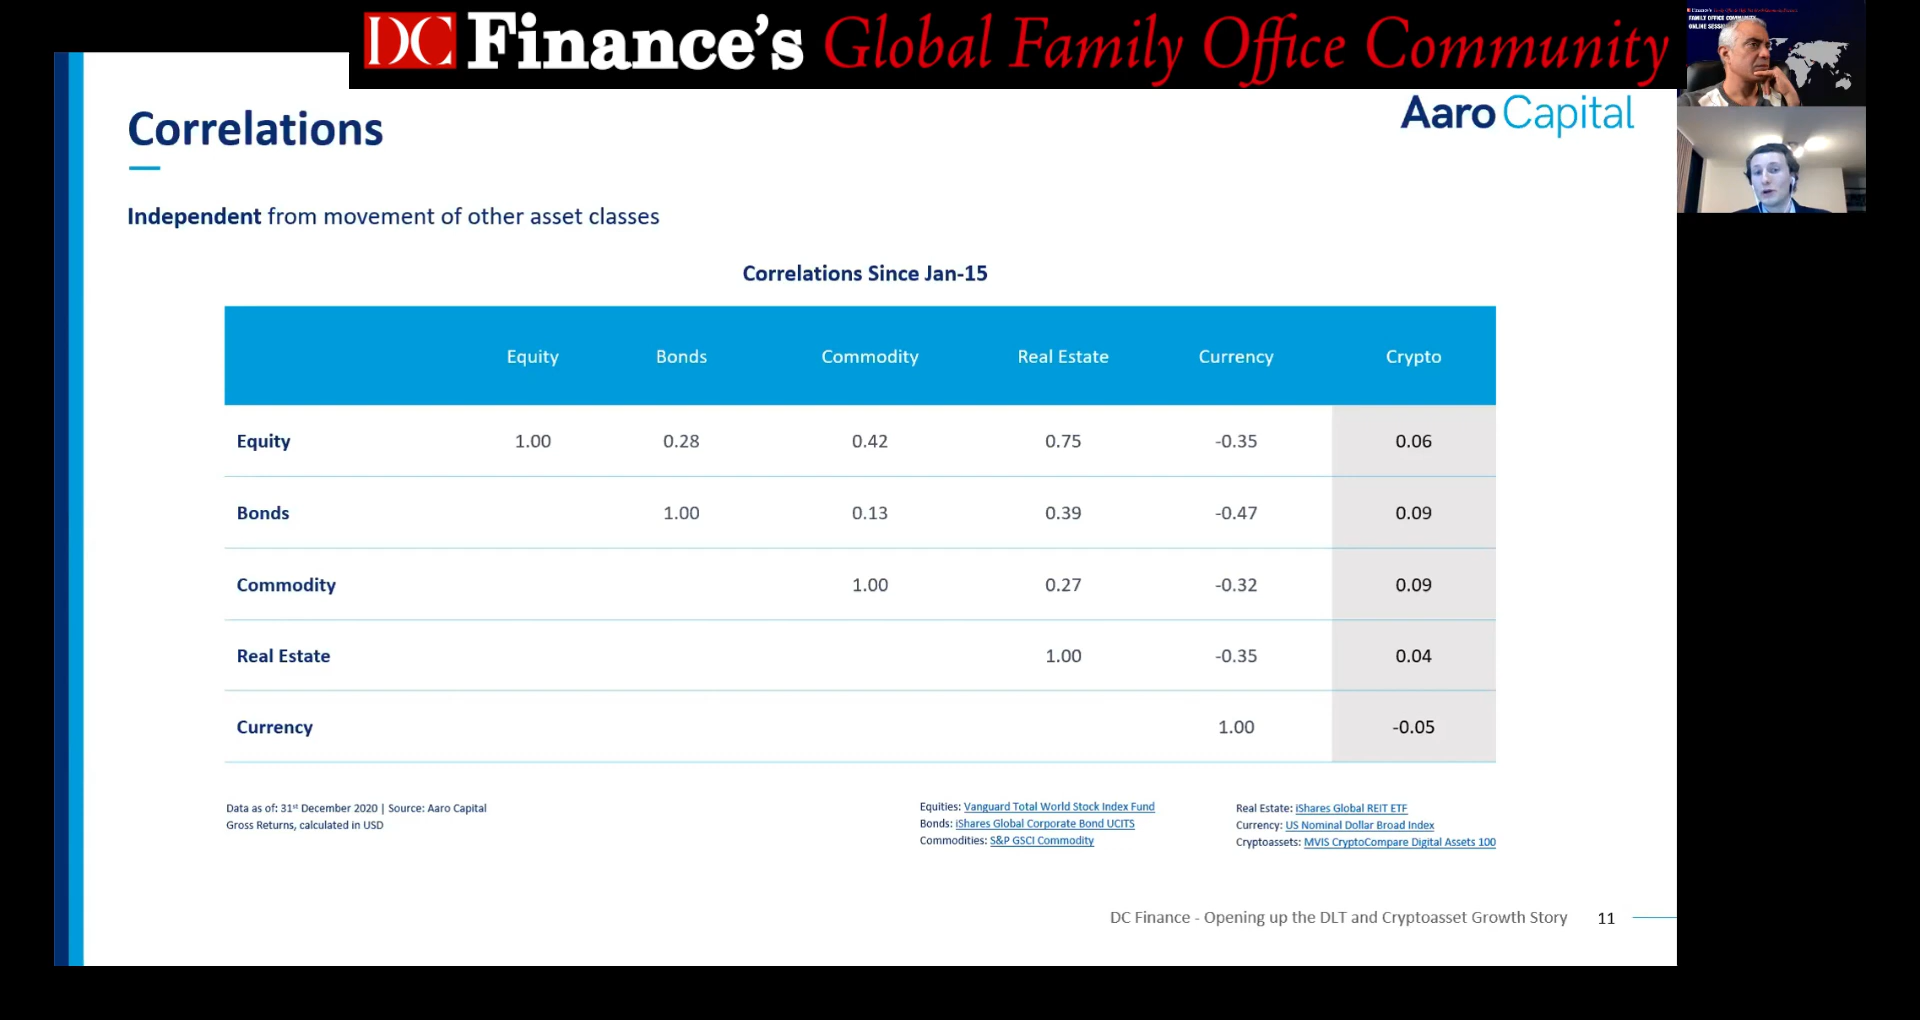 DC Finance's Global Family Office Community
FAMILY OFFICE COMMUNITY
Aaro Capital
Correlations
Independent from movement of other asset classes
Correlations Since Jan-15
Equity Bonds Commodity Real Estate Currency Crypto
Equity 1.00 0.28 0.42 0.75 -0.35 0.06
Bonds 1.00 0.13 0.39 -0.47 0.09
Commodity 1.00 0.27 -0.32 0.09
Real Estate 1.00 -0.35 0.04
Currency 1.00 -0.05
Data as of: 31st December 2020 | Source: Aaro Capital
Gross Returns, calculated in USD
Equities: Vanguard Total World Stock Index Fund
Bonds: iShares Global Corporate Bond UCITS
Commodities: S&P GSCI Commodity
Real Estate: iShares Global REIT ETF
Currency: US Nominal Dollar Broad Index
Cryptoassets: MVIS CryptoCompare Digital Assets 100
DC Finance - Opening up the DLT and Cryptoasset Growth Story 11